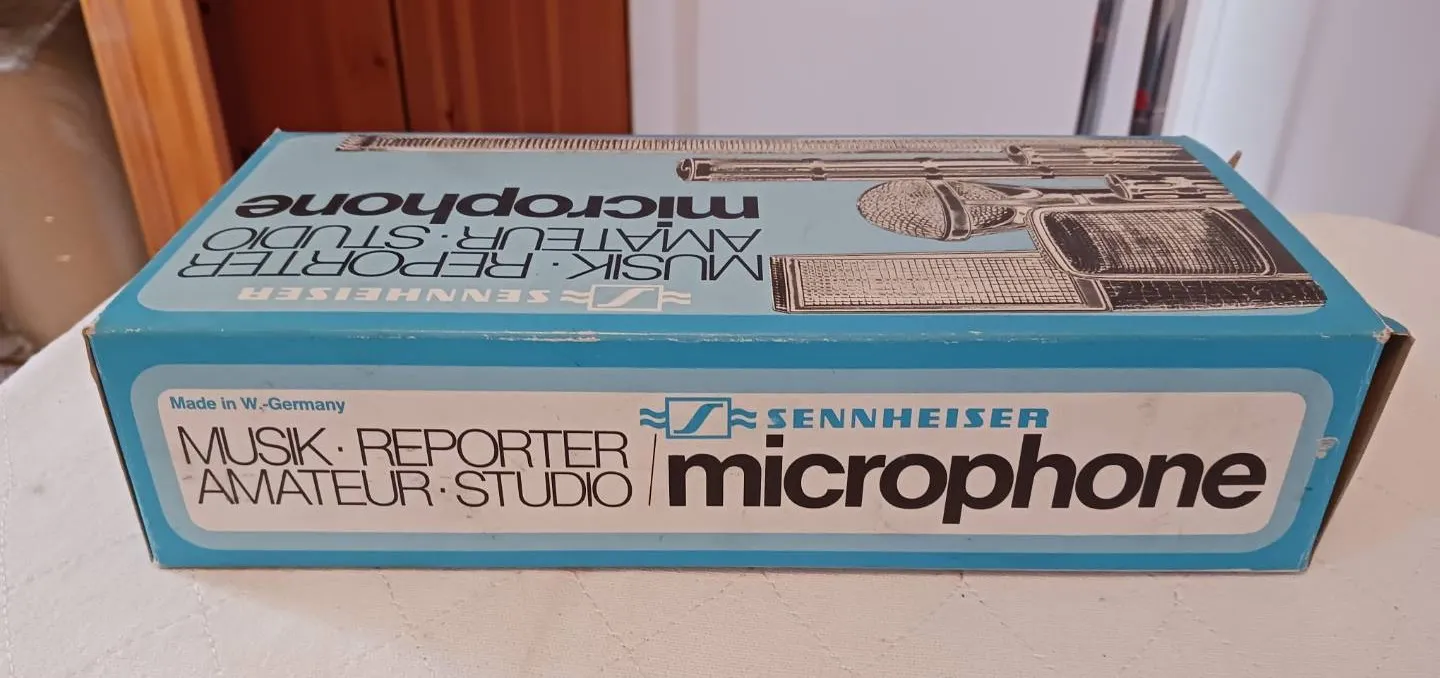 microphone
AMATEUR · STUDIO
MUSIK · REPORTER
SENNHEISER
Made in W.-Germany
MUSIK · REPORTER
AMATEUR · STUDIO
SENNHEISER
microphone